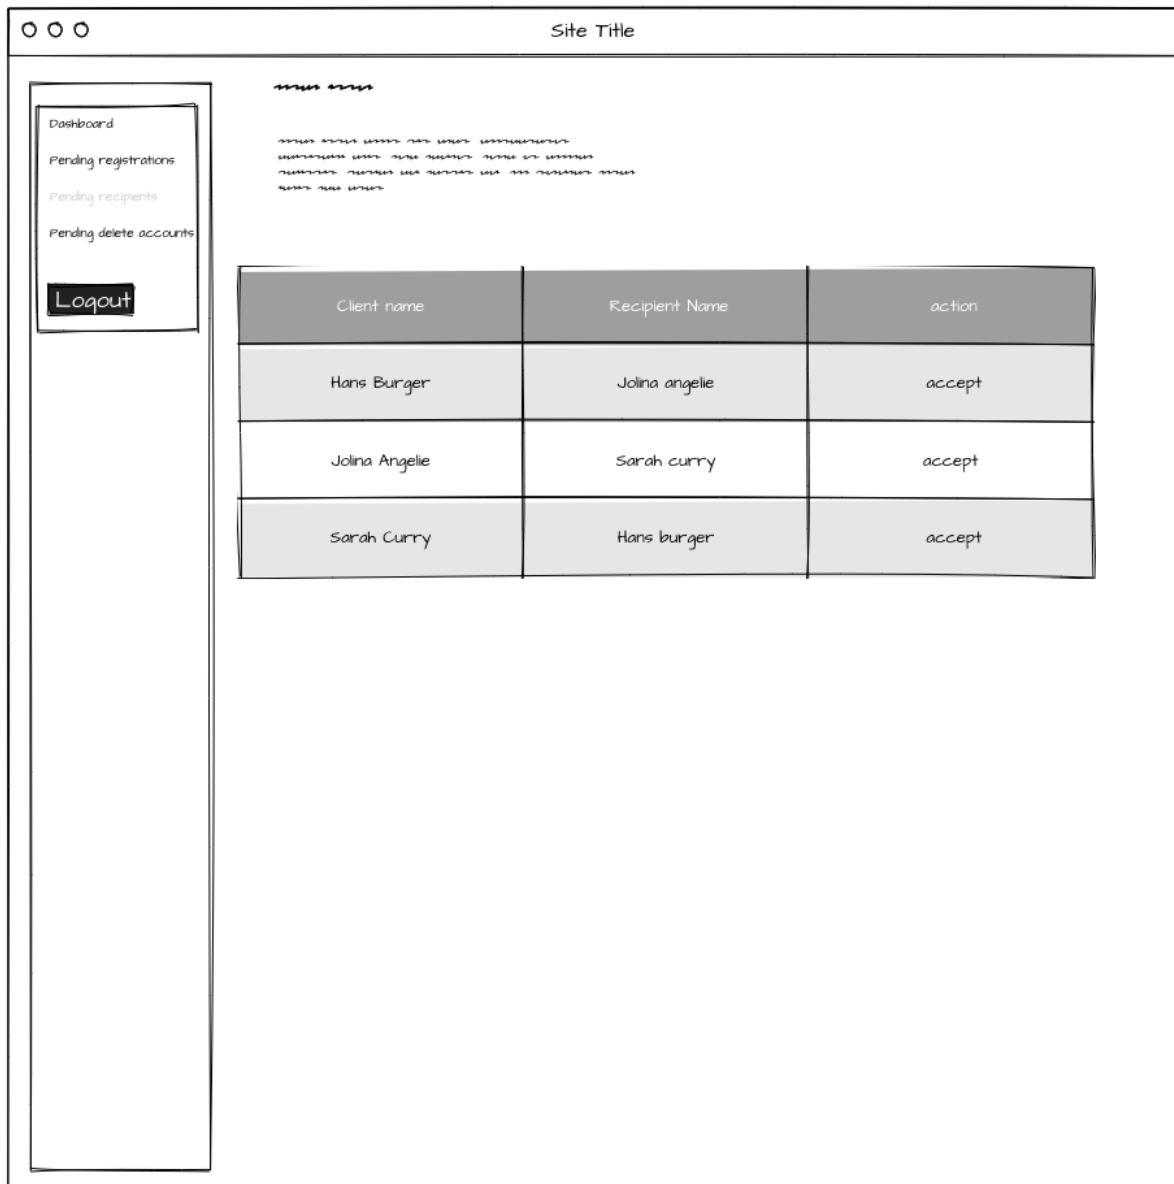 Site Title
Dashboard
Pending registrations
Pending recipients
Pending delete accounts
Logout
Client name Recipient Name action
Hans Burger Jolina angelie accept
Jolina Angelie Sarah curry accept
Sarah Curry Hans burger accept